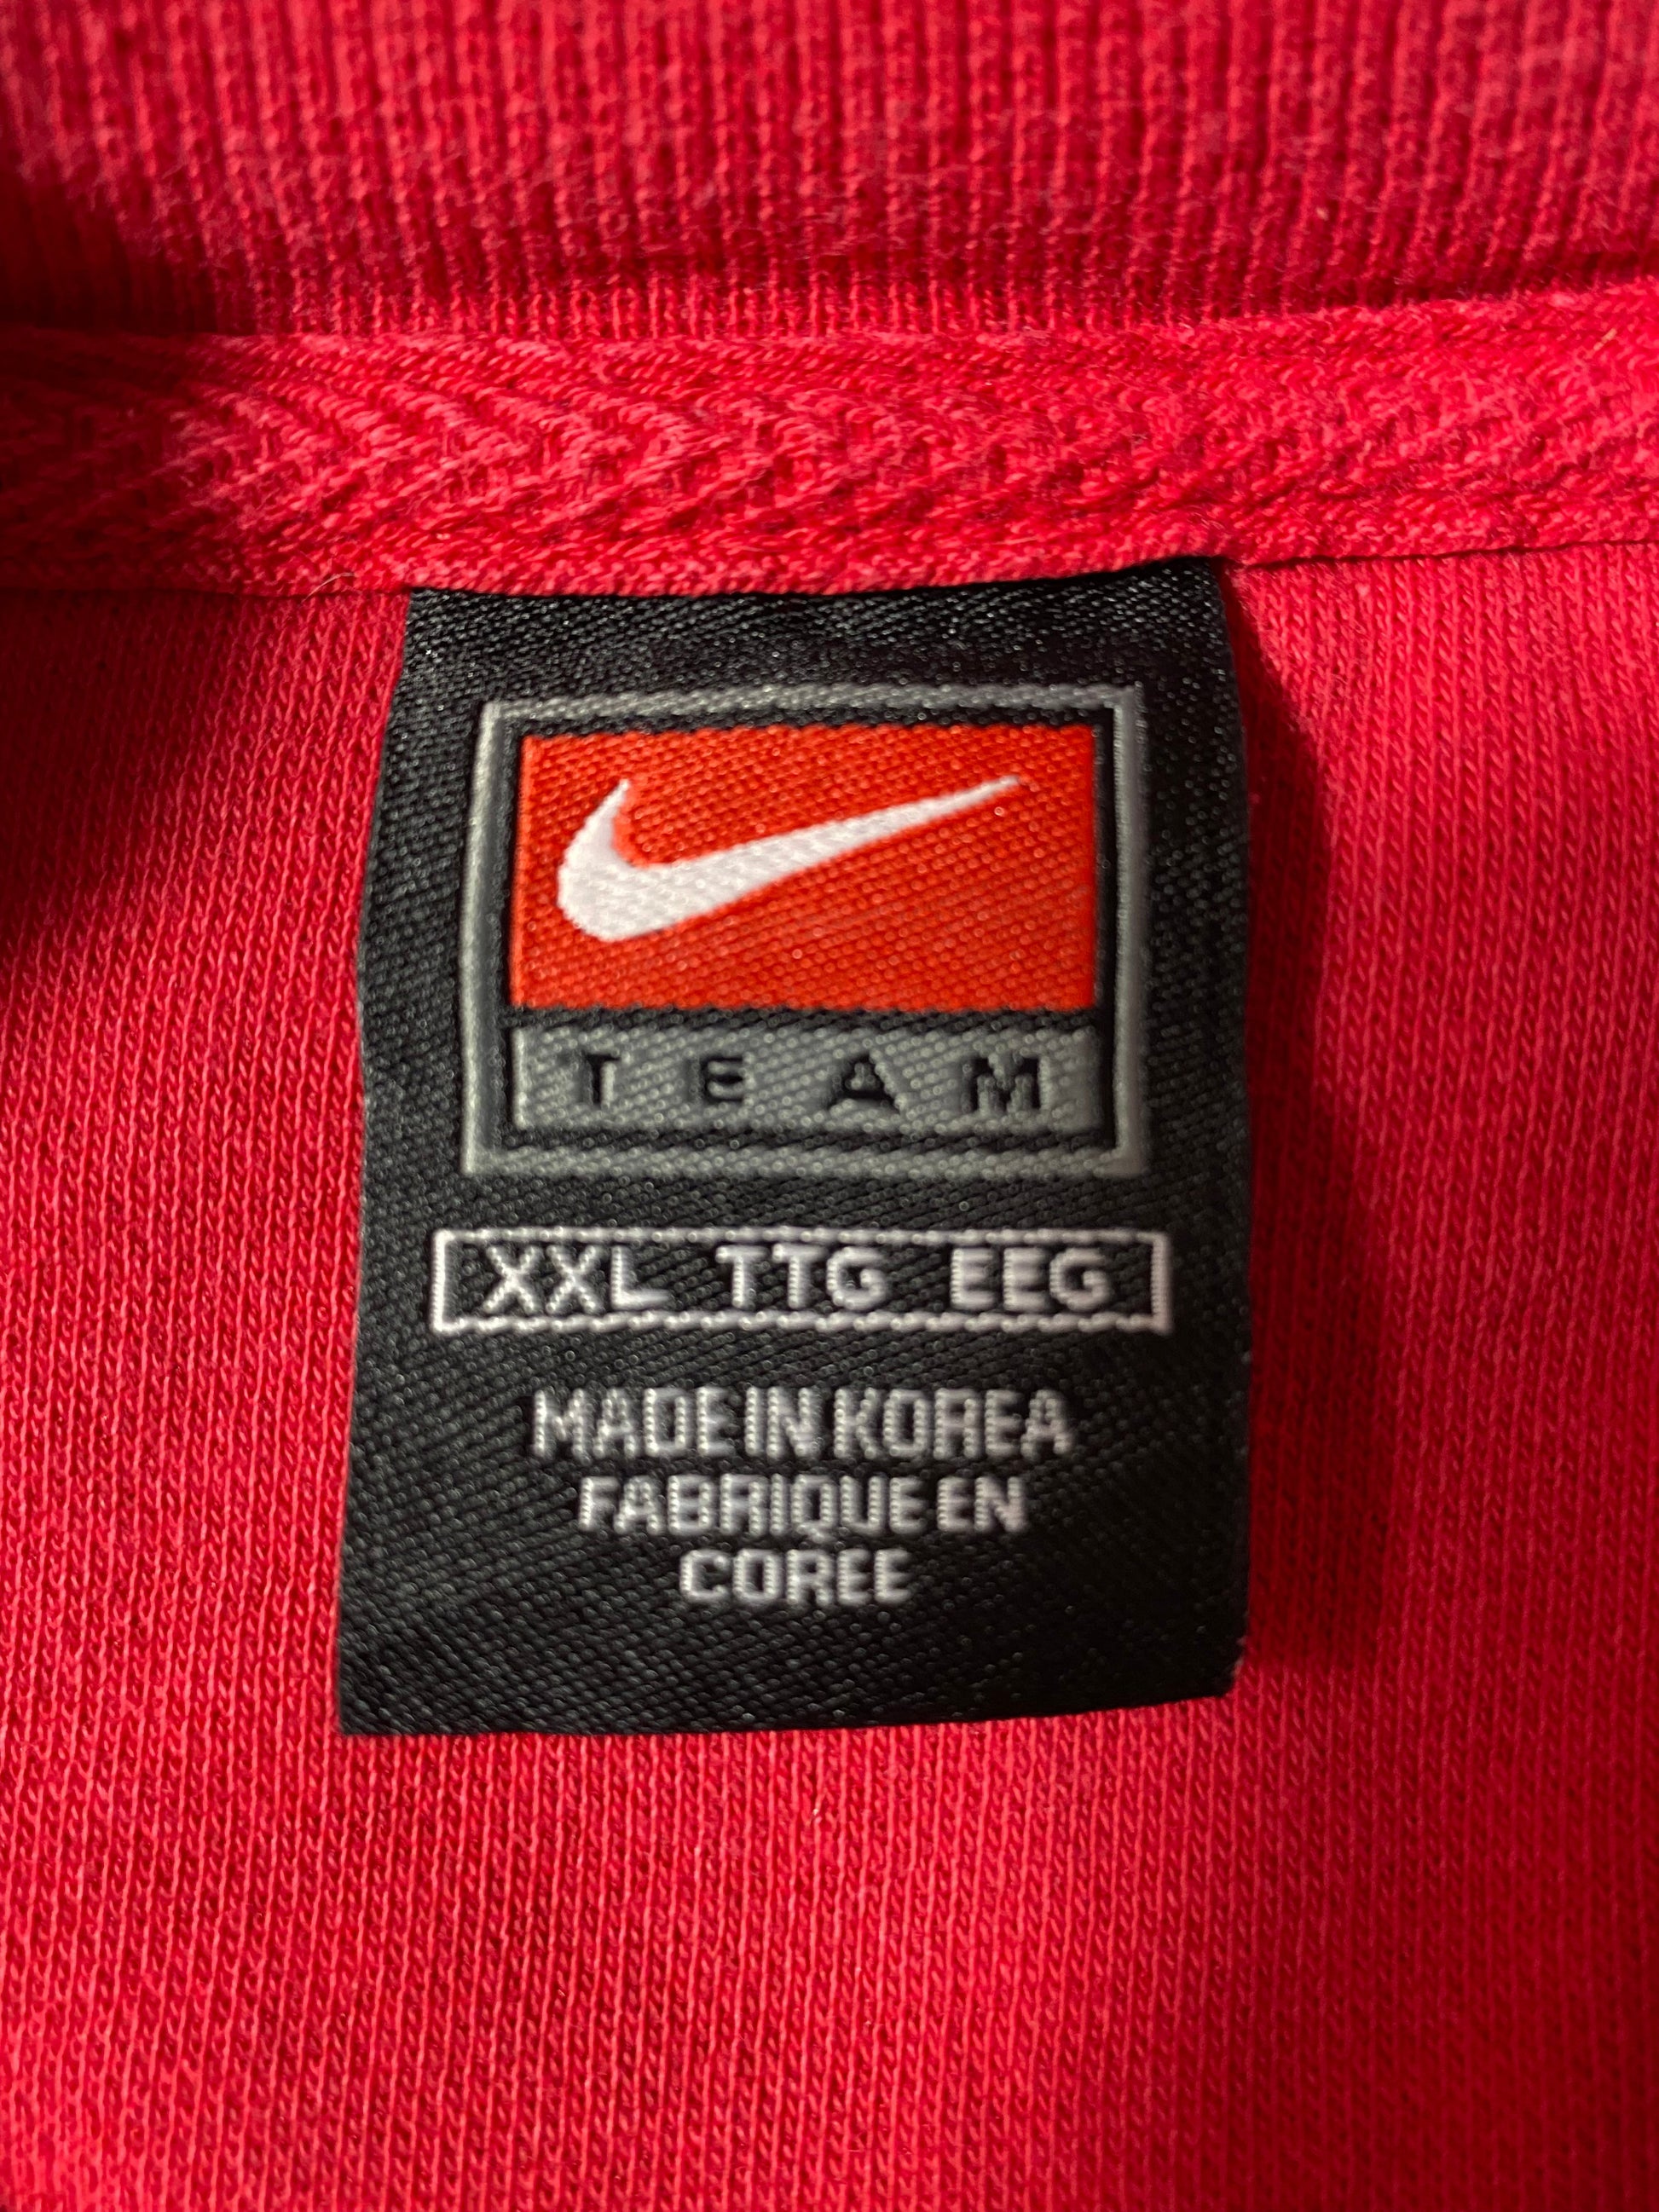 TEAM
XXL TTG EEG
MADE IN KOREA
FABRIQUE EN
COREE